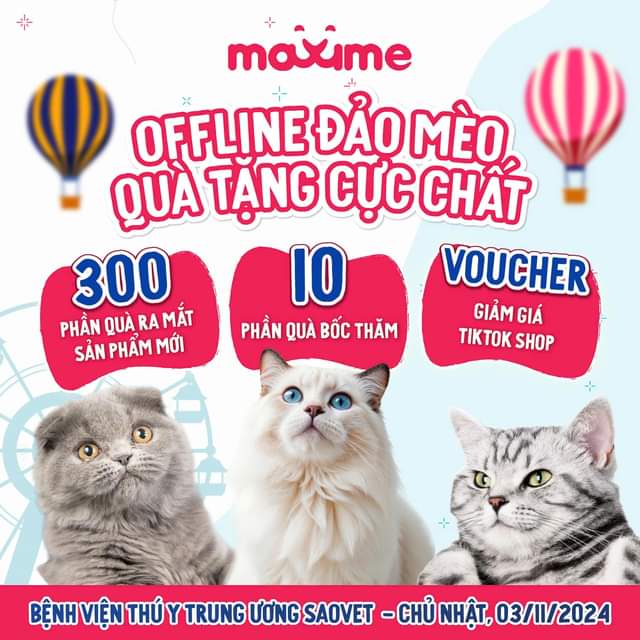 maxime
OFFLINE ĐẢO MÈO
QUÀ TẶNG CỰC CHẤT
300
PHẦN QUÀ RA MẮT
SẢN PHẨM MỚI
10
PHẦN QUÀ BỐC THĂM
VOUCHER
GIẢM GIÁ
TIKTOK SHOP
BỆNH VIỆN THÚ Y TRUNG ƯƠNG SAOVET - CHỦ NHẬT, 03/11/2024